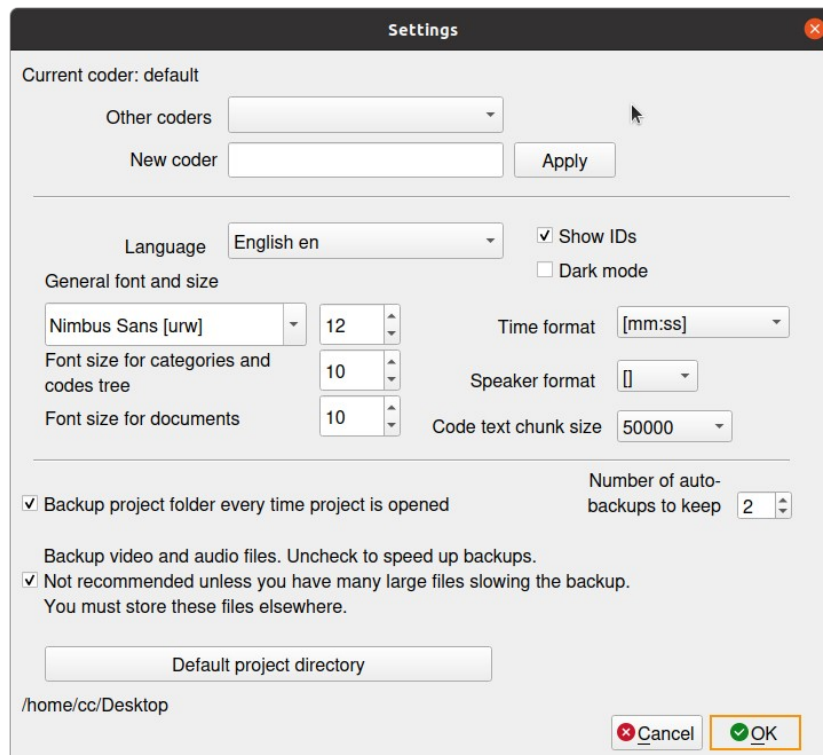 Settings
Current coder: default
Other coders
New coder
Apply
Language
English en
Show IDs
Dark mode
General font and size
Nimbus Sans [urw]
12
Time format
[mm:ss]
Font size for categories and
codes tree
10
Speaker format
[]
Font size for documents
10
Code text chunk size
50000
Number of auto-
backups to keep
2
Backup project folder every time project is opened
Backup video and audio files. Uncheck to speed up backups.
Not recommended unless you have many large files slowing the backup.
You must store these files elsewhere.
Default project directory
/home/cc/Desktop
Cancel
OK